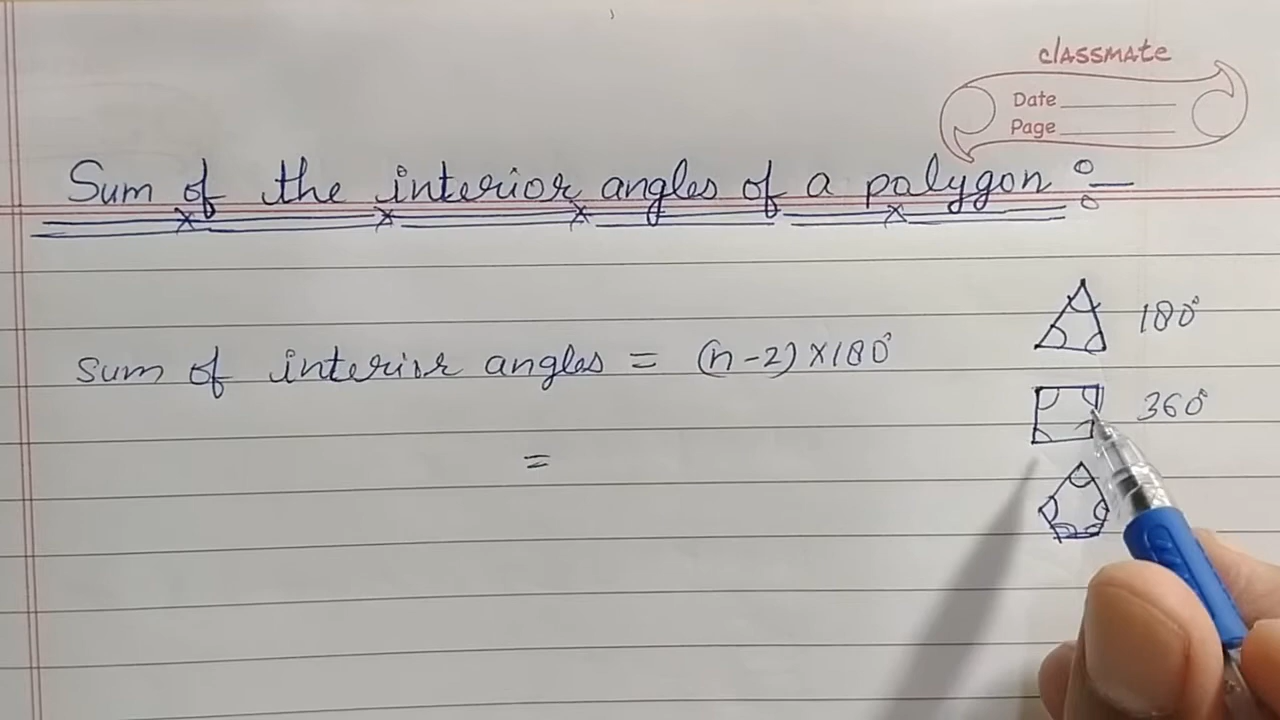 classmate
Date
Page
Sum of the interior angles of a polygon :-
180°
sum of interior angles = (n-2)×180°
360°
=